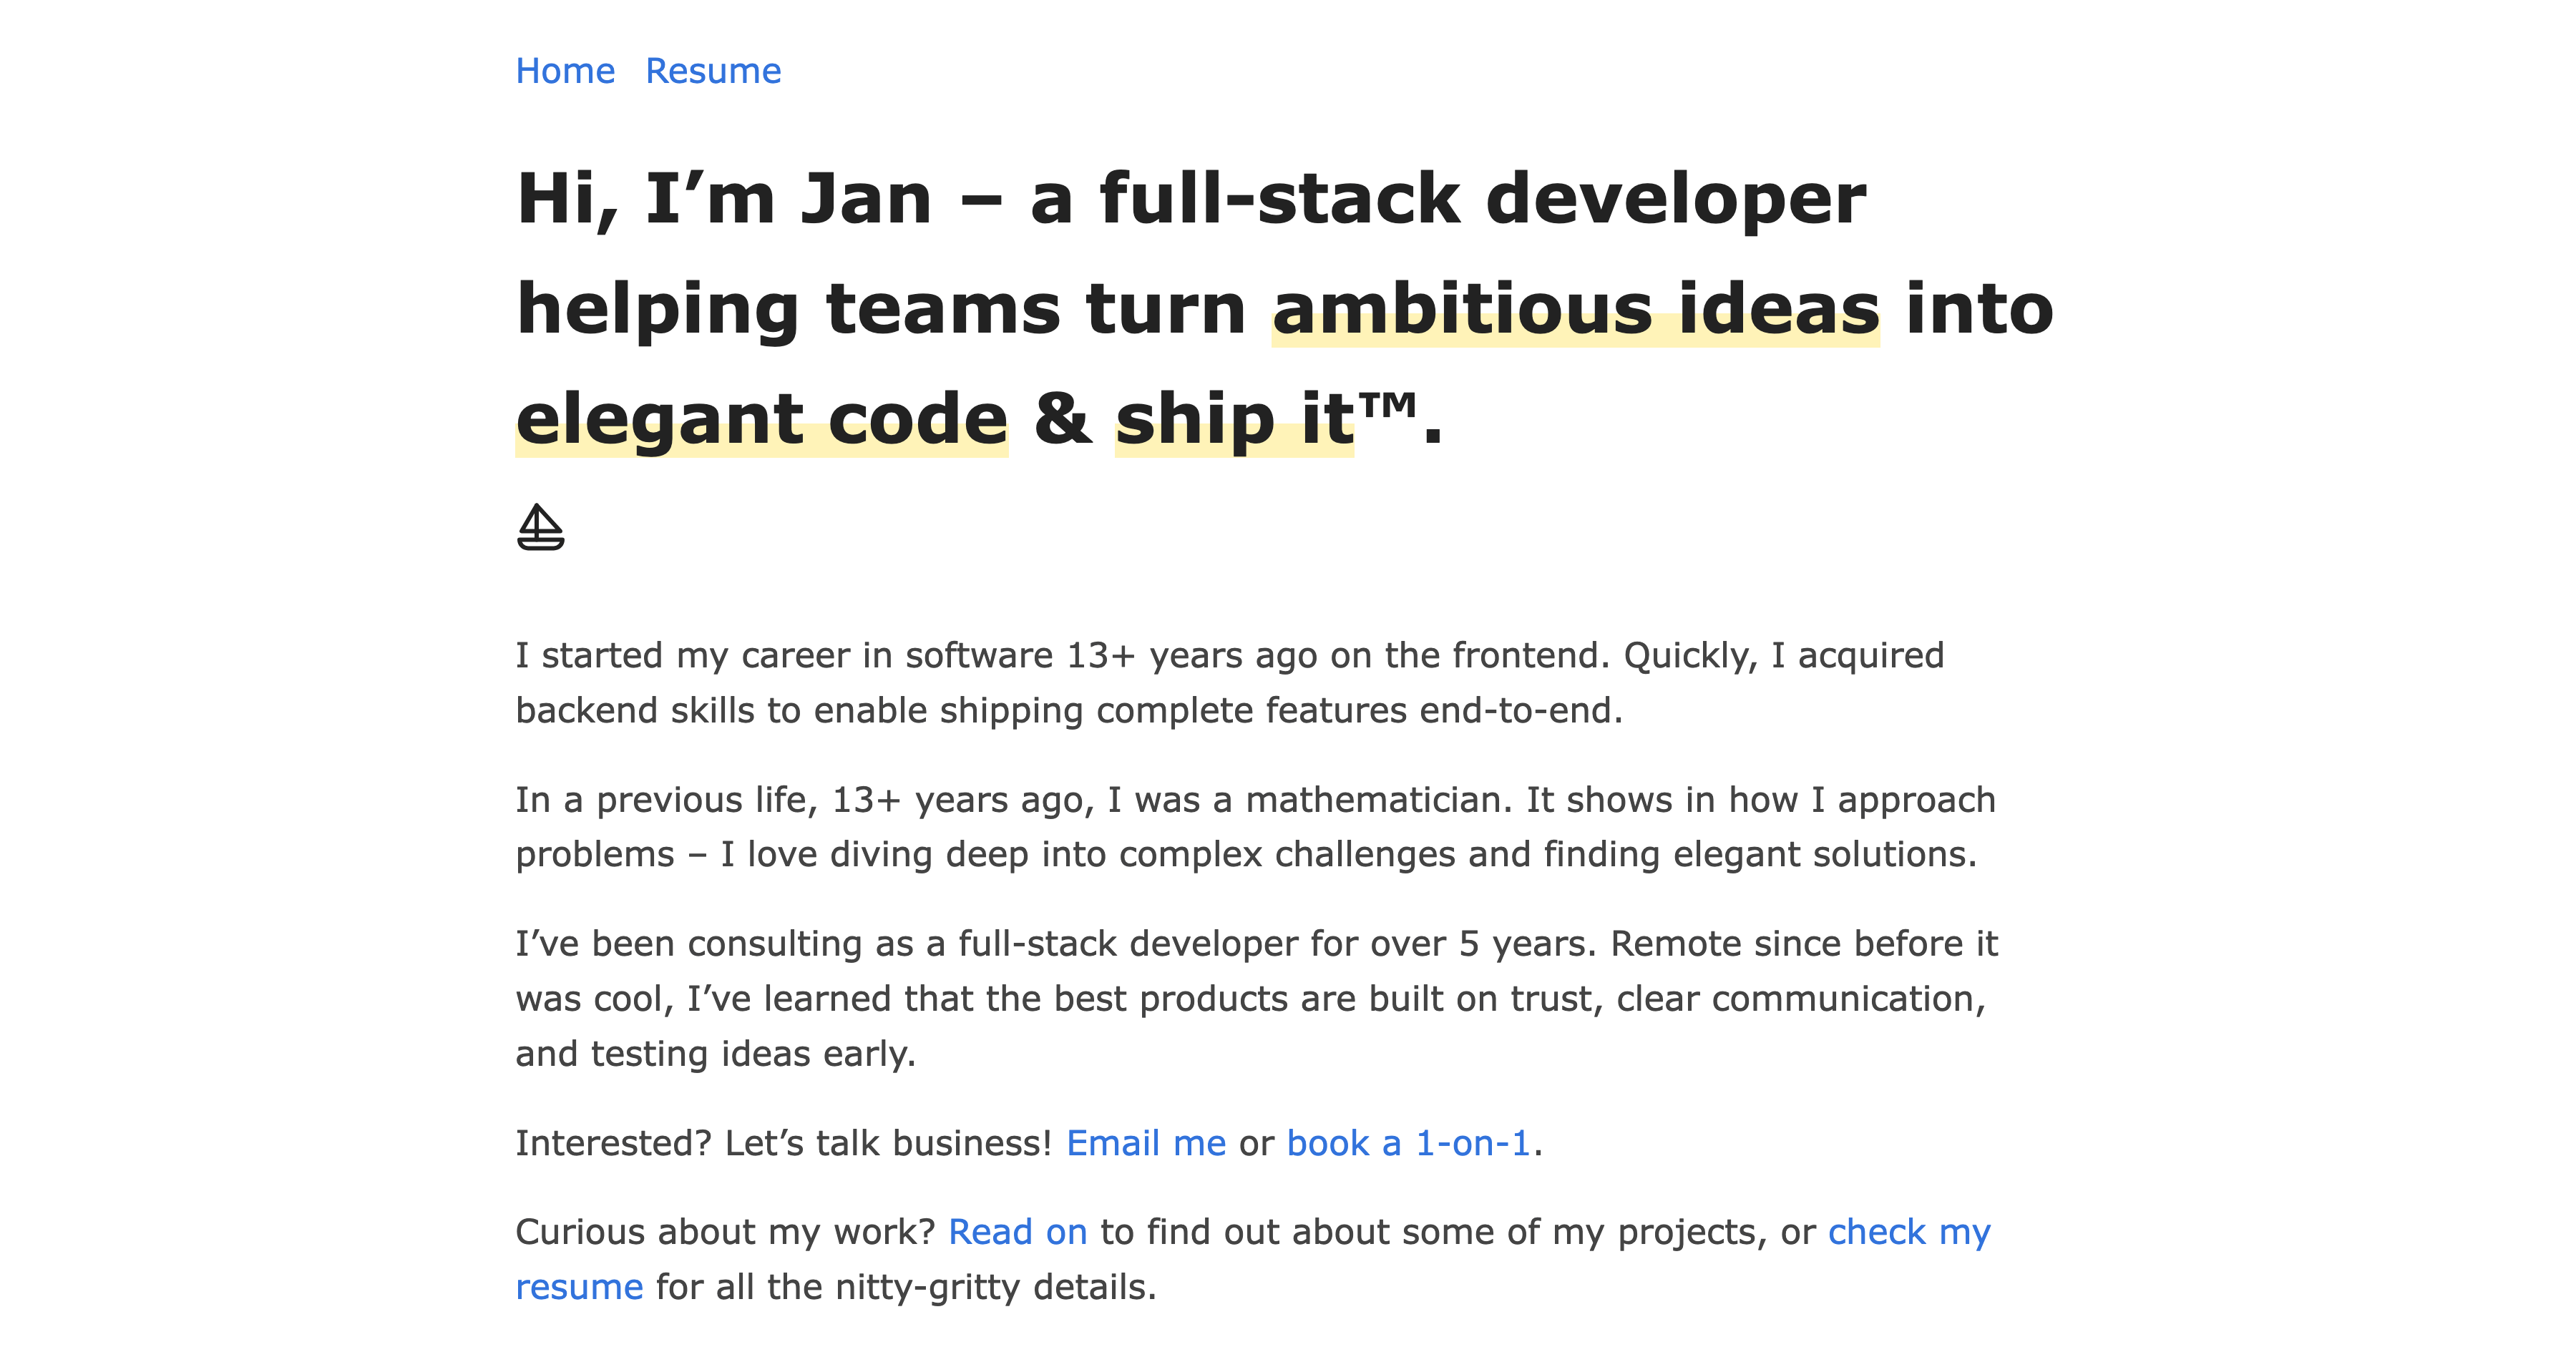 Home Resume
Hi, I’m Jan – a full-stack developer
helping teams turn ambitious ideas into
elegant code & ship it™.
I started my career in software 13+ years ago on the frontend. Quickly, I acquired
backend skills to enable shipping complete features end-to-end.
In a previous life, 13+ years ago, I was a mathematician. It shows in how I approach
problems – I love diving deep into complex challenges and finding elegant solutions.
I’ve been consulting as a full-stack developer for over 5 years. Remote since before it
was cool, I’ve learned that the best products are built on trust, clear communication,
and testing ideas early.
Interested? Let’s talk business! Email me or book a 1-on-1.
Curious about my work? Read on to find out about some of my projects, or check my
resume for all the nitty-gritty details.